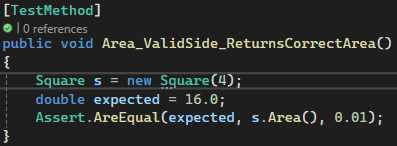 [TestMethod]
0 references
public void Area_ValidSide_ReturnsCorrectArea()
{
    Square s = new Square(4);
    double expected = 16.0;
    Assert.AreEqual(expected, s.Area(), 0.01);
}